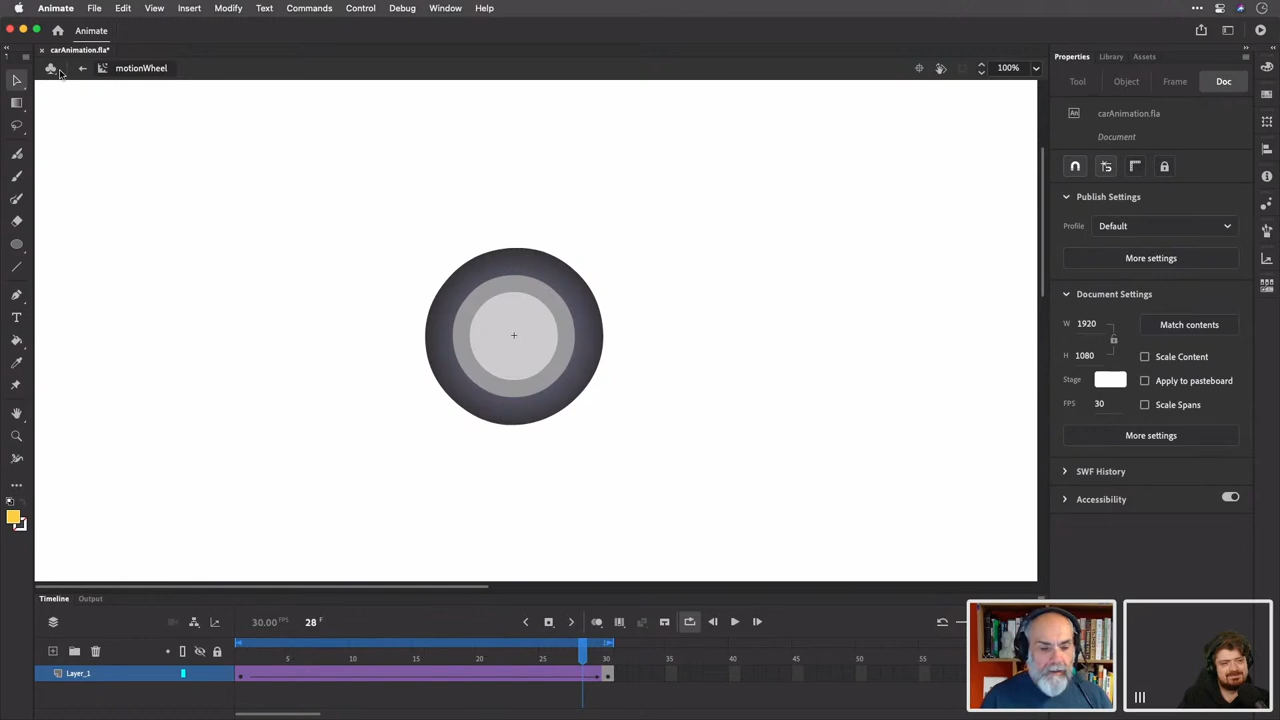 Animate File Edit View Insert Modify Text Commands Control Debug Window Help
Animate
carAnimation.fla*
motionWheel
100%
Properties Library Assets
Tool Object Frame Doc
An carAnimation.fla
Document
Publish Settings
Profile Default
More settings
Document Settings
W 1920 Match contents
H 1080 Scale Content
Stage Apply to pasteboard
FPS 30 Scale Spans
More settings
SWF History
Accessibility
Timeline Output
30.00 FPS 28 F
5 10 15 20 25 30 35 40 45 50 55
Layer_1